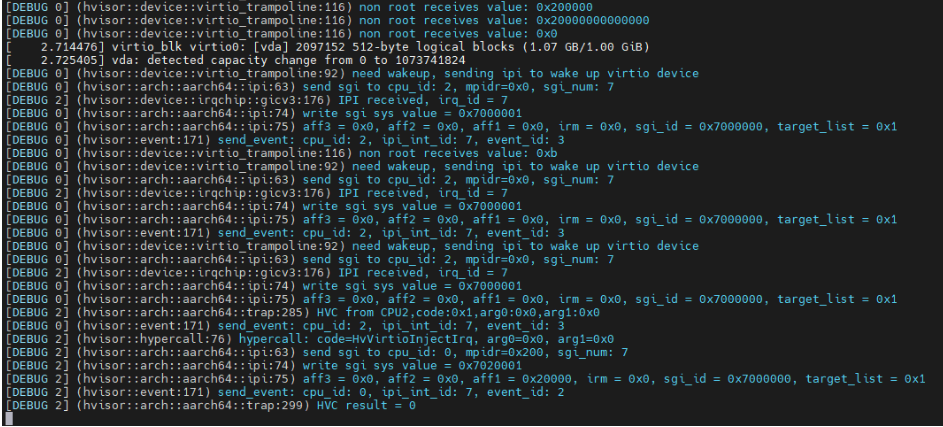 [DEBUG 0] (hvisor::device::virtio_trampoline:116) non root receives value: 0x200000
[DEBUG 0] (hvisor::device::virtio_trampoline:116) non root receives value: 0x20000000000000
[DEBUG 0] (hvisor::device::virtio_trampoline:116) non root receives value: 0x0
[    2.714476] virtio_blk virtio0: [vda] 2097152 512-byte logical blocks (1.07 GB/1.00 GiB)
[    2.725405] vda: detected capacity change from 0 to 1073741824
[DEBUG 0] (hvisor::device::virtio_trampoline:92) need wakeup, sending ipi to wake up virtio device
[DEBUG 0] (hvisor::arch::aarch64::ipi:63) send sgi to cpu_id: 2, mpidr=0x0, sgi_num: 7
[DEBUG 2] (hvisor::device::irqchip::gicv3:176) IPI received, irq_id = 7
[DEBUG 0] (hvisor::arch::aarch64::ipi:74) write sgi sys value = 0x7000001
[DEBUG 0] (hvisor::arch::aarch64::ipi:75) aff3 = 0x0, aff2 = 0x0, aff1 = 0x0, irm = 0x0, sgi_id = 0x7000000, target_list = 0x1
[DEBUG 0] (hvisor::event:171) send_event: cpu_id: 2, ipi_int_id: 7, event_id: 3
[DEBUG 0] (hvisor::device::virtio_trampoline:116) non root receives value: 0xb
[DEBUG 0] (hvisor::device::virtio_trampoline:92) need wakeup, sending ipi to wake up virtio device
[DEBUG 0] (hvisor::arch::aarch64::ipi:63) send sgi to cpu_id: 2, mpidr=0x0, sgi_num: 7
[DEBUG 2] (hvisor::device::irqchip::gicv3:176) IPI received, irq_id = 7
[DEBUG 0] (hvisor::arch::aarch64::ipi:74) write sgi sys value = 0x7000001
[DEBUG 0] (hvisor::arch::aarch64::ipi:75) aff3 = 0x0, aff2 = 0x0, aff1 = 0x0, irm = 0x0, sgi_id = 0x7000000, target_list = 0x1
[DEBUG 0] (hvisor::event:171) send_event: cpu_id: 2, ipi_int_id: 7, event_id: 3
[DEBUG 0] (hvisor::device::virtio_trampoline:92) need wakeup, sending ipi to wake up virtio device
[DEBUG 0] (hvisor::arch::aarch64::ipi:63) send sgi to cpu_id: 2, mpidr=0x0, sgi_num: 7
[DEBUG 2] (hvisor::device::irqchip::gicv3:176) IPI received, irq_id = 7
[DEBUG 0] (hvisor::arch::aarch64::ipi:74) write sgi sys value = 0x7000001
[DEBUG 0] (hvisor::arch::aarch64::ipi:75) aff3 = 0x0, aff2 = 0x0, aff1 = 0x0, irm = 0x0, sgi_id = 0x7000000, target_list = 0x1
[DEBUG 2] (hvisor::arch::aarch64::trap:285) HVC from CPU2,code:0x1,arg0:0x0,arg1:0x0
[DEBUG 0] (hvisor::event:171) send_event: cpu_id: 2, ipi_int_id: 7, event_id: 3
[DEBUG 2] (hvisor::hypercall:76) hypercall: code=HvVirtioInjectIrq, arg0=0x0, arg1=0x0
[DEBUG 2] (hvisor::arch::aarch64::ipi:63) send sgi to cpu_id: 0, mpidr=0x200, sgi_num: 7
[DEBUG 2] (hvisor::arch::aarch64::ipi:74) write sgi sys value = 0x7020001
[DEBUG 2] (hvisor::arch::aarch64::ipi:75) aff3 = 0x0, aff2 = 0x0, aff1 = 0x20000, irm = 0x0, sgi_id = 0x7000000, target_list = 0x1
[DEBUG 2] (hvisor::event:171) send_event: cpu_id: 0, ipi_int_id: 7, event_id: 2
[DEBUG 2] (hvisor::arch::aarch64::trap:299) HVC result = 0